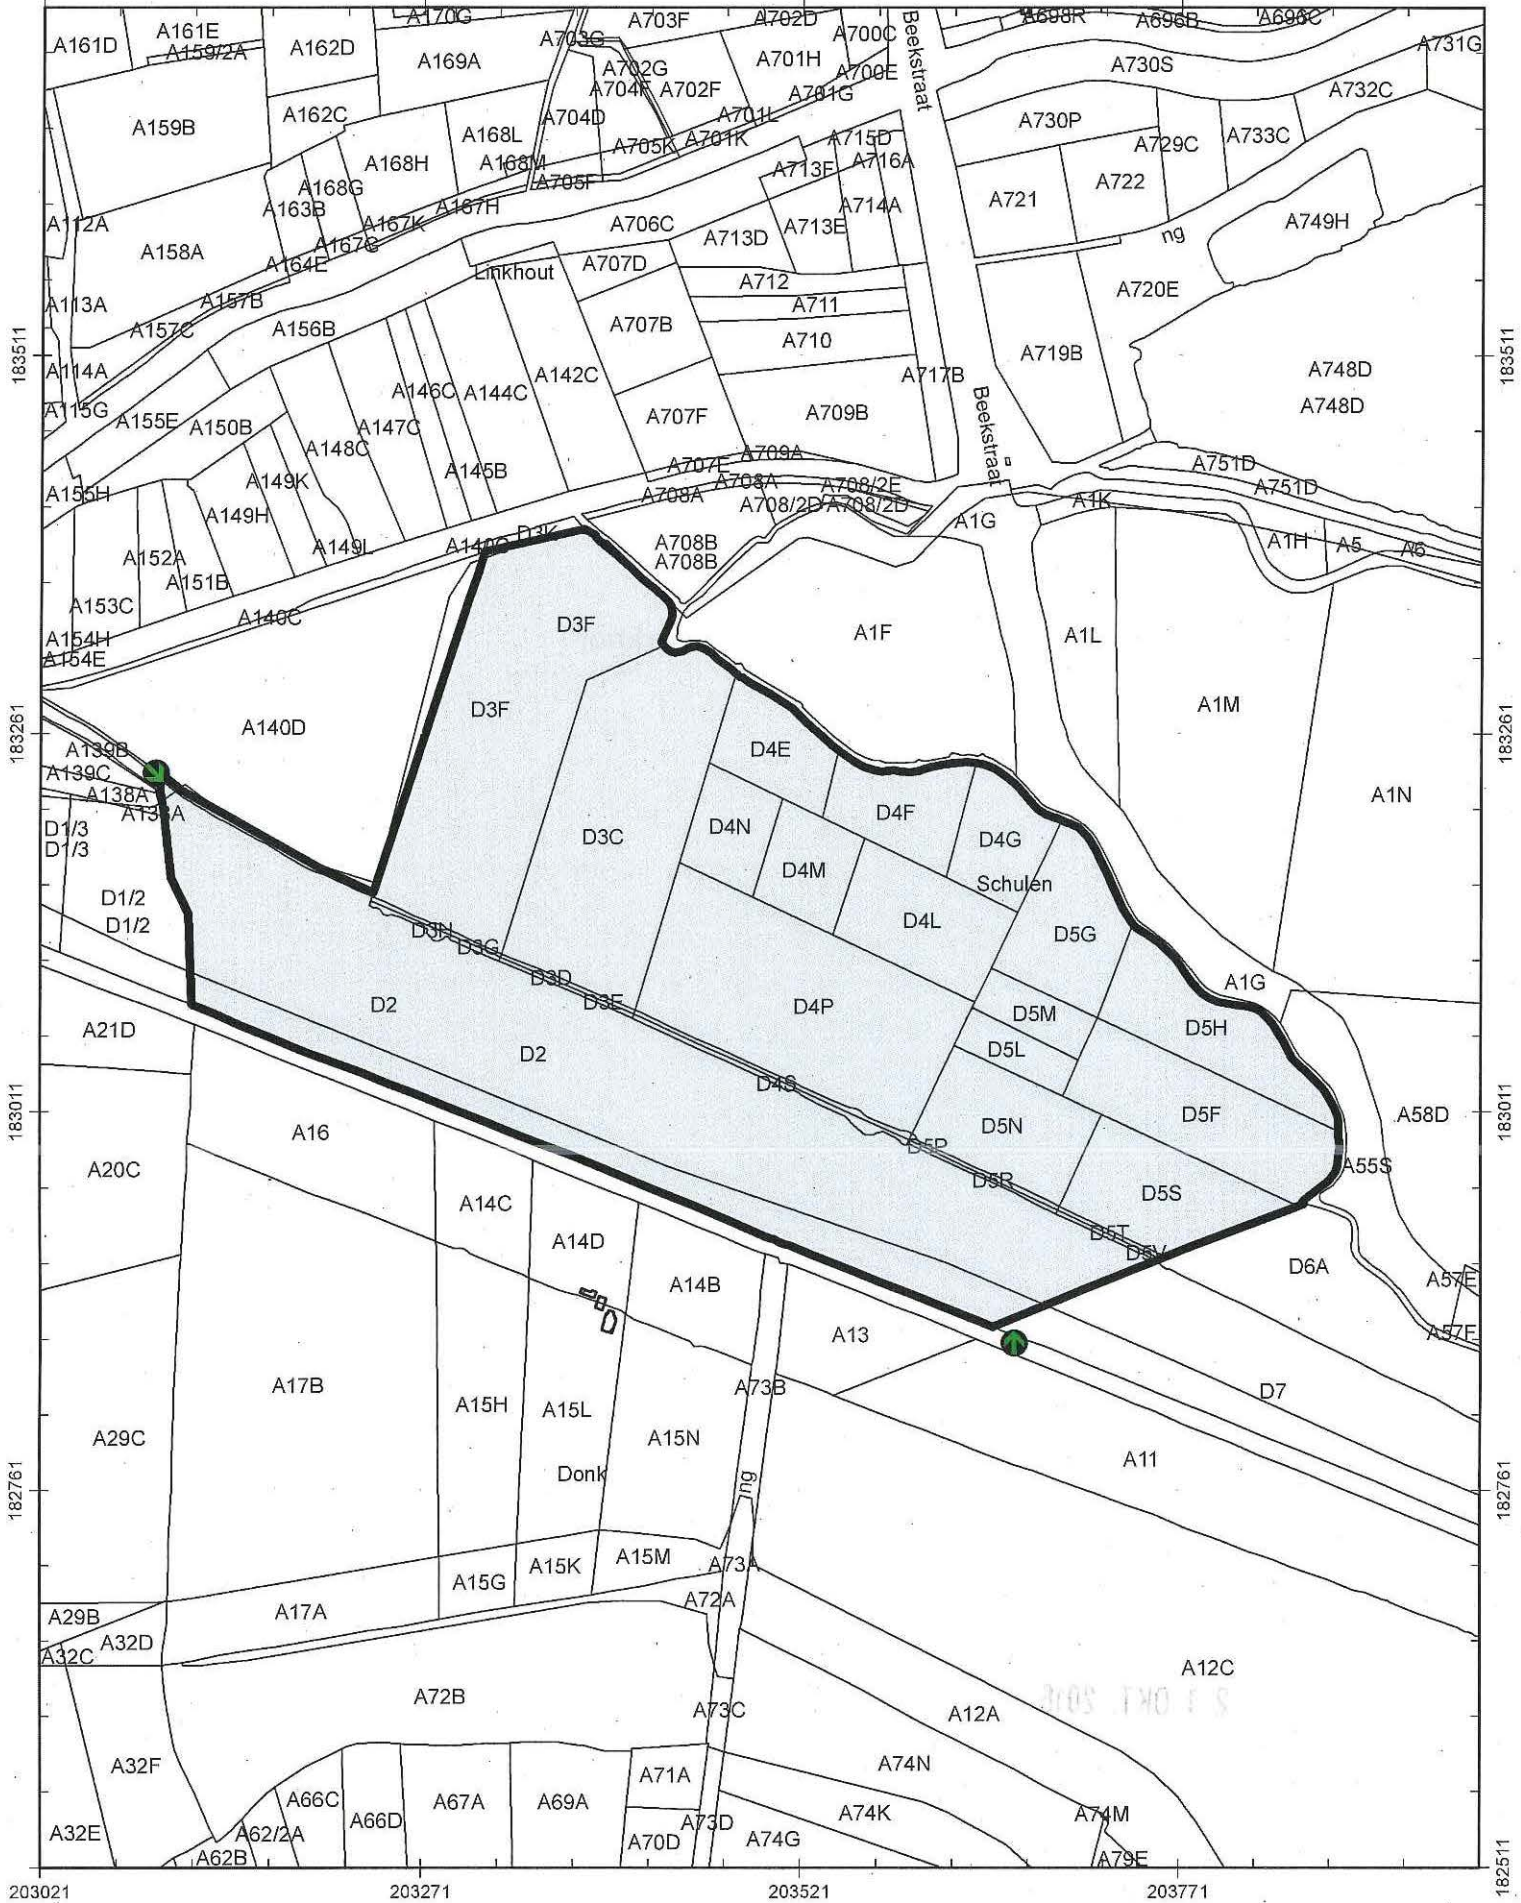 A161D
A161E
A159/2A
A162D
A170G
A169A
A703G
A703F
A702D
A700C
Beekstraat
A698R
A696B
A696C
A731G
A702G
A704F
A702F
A701H
A700E
A701G
A730S
A732C
A159B
A162C
A168L
A704D
A701L
A701K
A705K
A715D
A730P
A729C
A733C
A168H
A168M
A705F
A713F
A716A
A168G
A163B
A167K
A167H
A706C
A713D
A713E
A714A
A721
A722
ng
A749H
A112A
A158A
A167G
A164E
Linkhout
A707D
A712
A711
A720E
A113A
A157B
A157C
A156B
A707B
A710
A719B
183511
A114A
A146C
A144C
A142C
A717B
A748D
A748D
183511
A115G
A155E
A150B
A147C
A148C
A707F
A709B
Beekstraat
A155H
A149K
A145B
A707E
A709A
A708A
A708A
A708/2E
A708/2D
A708/2D
A751D
A751D
A1K
A149H
A149L
D3K
A1G
A152A
A151B
A708B
A708B
A1H
A5
A6
A153C
A140C
A154H
A154E
D3F
A1F
A1L
A140D
D3F
A1M
183261
A139B
A139C
A138A
D4E
183261
D1/3
D1/3
D3C
D4N
D4F
D4G
A1N
D4M
Schulen
D1/2
D1/2
D3G
D4L
D5G
D3D
D3E
A1G
D2
D4P
D5M
D5H
A21D
D2
D5L
D4S
183011
A16
D5N
D5F
A58D
183011
A20C
A14C
D5R
D5S
A55S
A14D
D5T
D5V
D6A
A14B
A57E
A13
A57F
A17B
A15H
A15L
A73B
D7
A29C
A15N
A11
Donk
ng
182761
182761
A15G
A15K
A15M
A73A
A72A
A29B
A17A
A32D
A32C
A72B
A73C
A12C
A12A
21 OKT.
A32F
A71A
A74N
A66C
A66D
A67A
A69A
A74K
A74M
A32E
A62/2A
A62B
A70D
A73D
A74G
A79E
182511
203021
203271
203521
203771